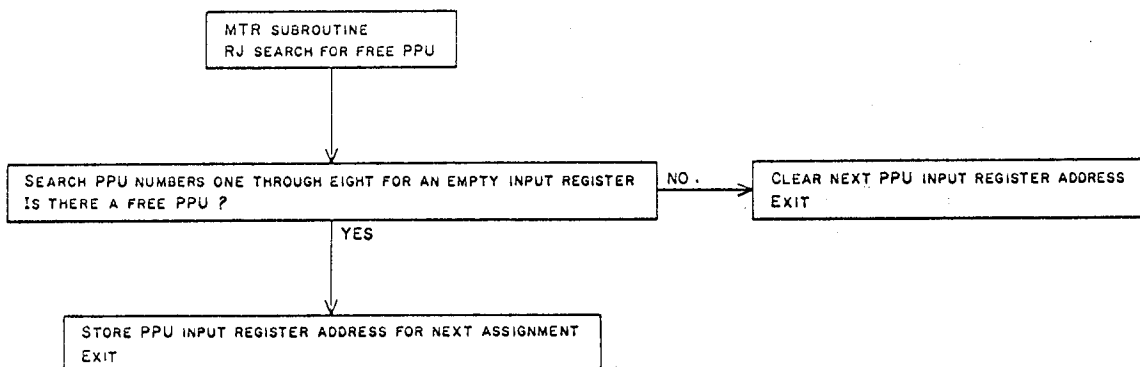 MTR SUBROUTINE
RJ SEARCH FOR FREE PPU
SEARCH PPU NUMBERS ONE THROUGH EIGHT FOR AN EMPTY INPUT REGISTER
IS THERE A FREE PPU ?
NO.
CLEAR NEXT PPU INPUT REGISTER ADDRESS
EXIT
YES
STORE PPU INPUT REGISTER ADDRESS FOR NEXT ASSIGNMENT
EXIT